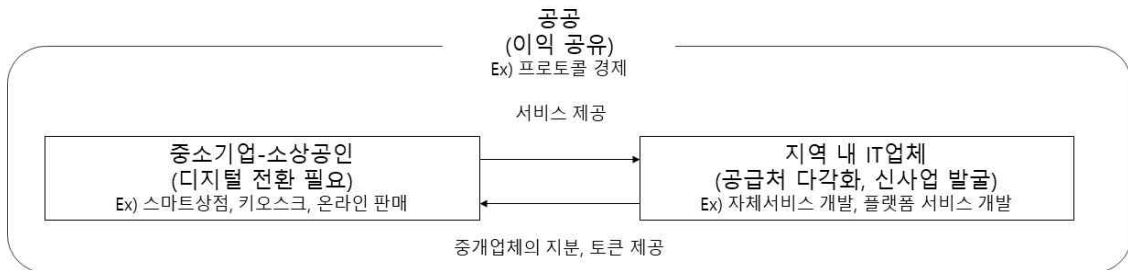 공공
(이익 공유)
Ex) 프로토콜 경제
서비스 제공
중소기업-소상공인
(디지털 전환 필요)
Ex) 스마트상점, 키오스크, 온라인 판매
지역 내 IT업체
(공급처 다각화, 신사업 발굴)
Ex) 자체서비스 개발, 플랫폼 서비스 개발
중개업체의 지분, 토큰 제공